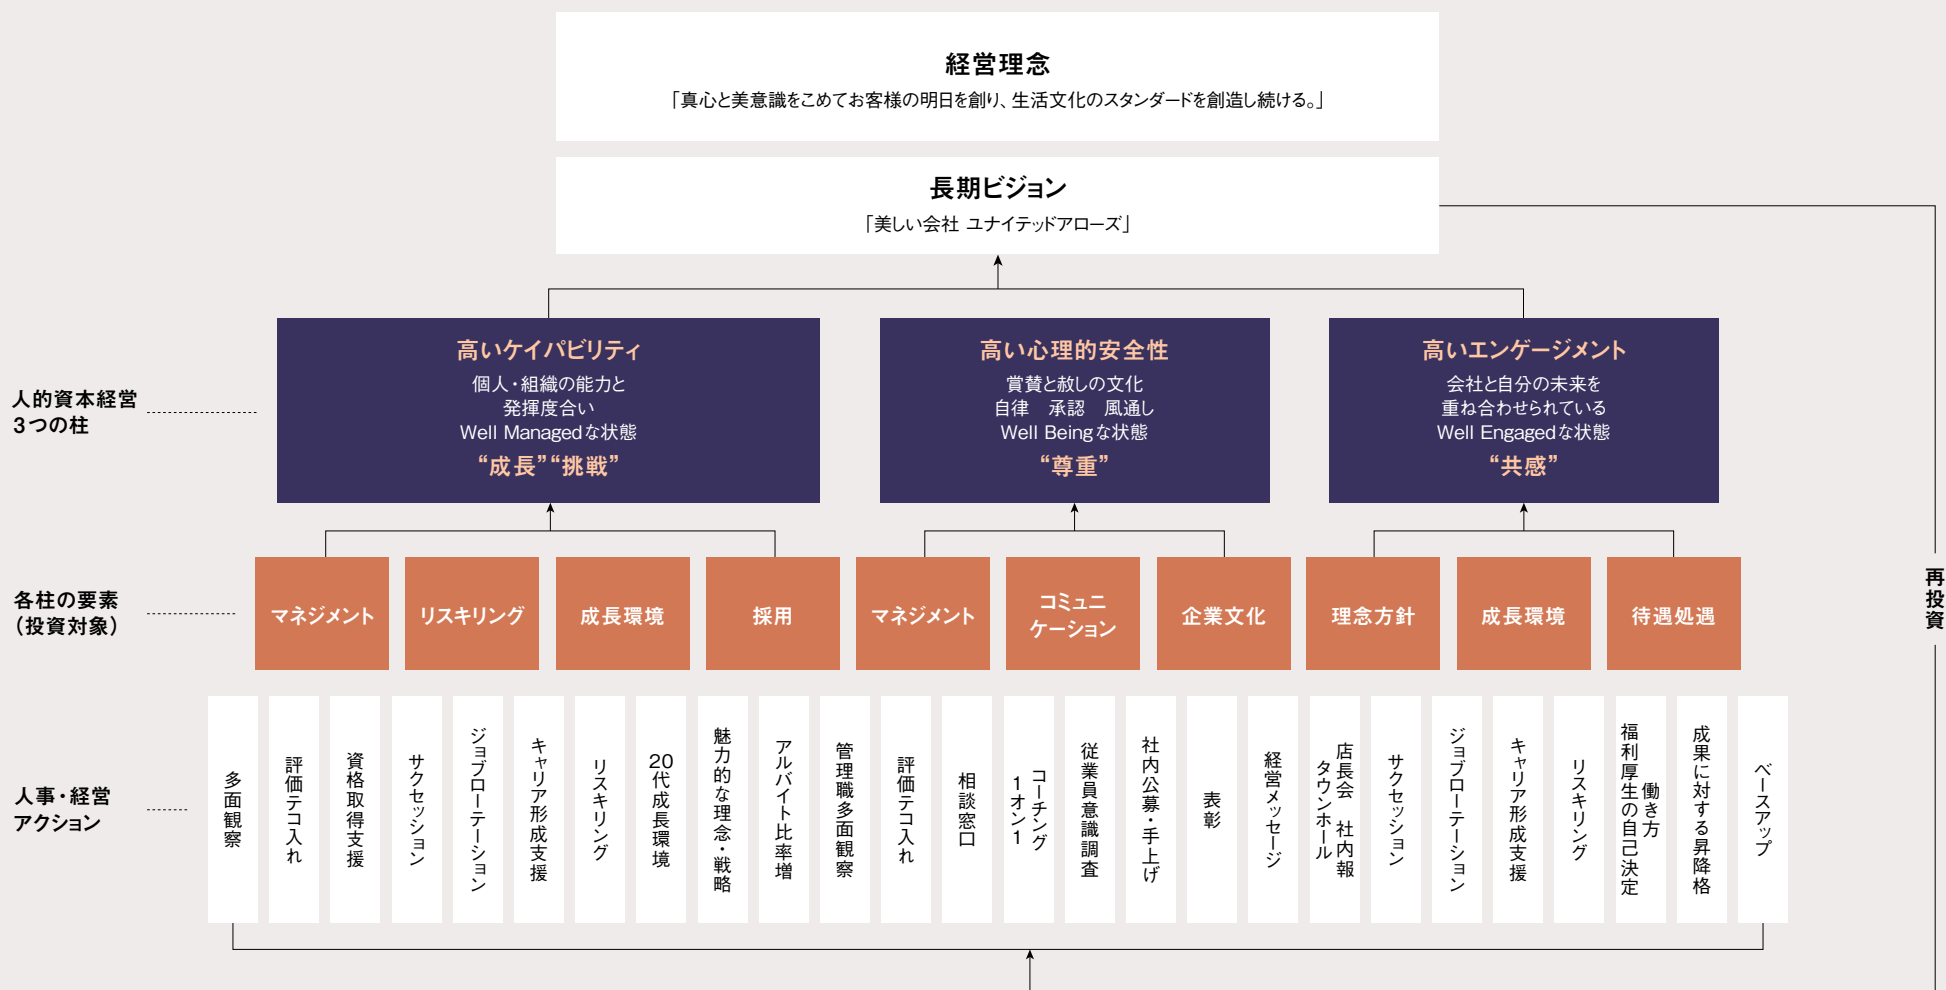 経営理念
「真心と美意識をこめてお客様の明日を創り、生活文化のスタンダードを創造し続ける。」
長期ビジョン
「美しい会社 ユナイテッドアローズ」
人的資本経営
3つの柱
高いケイパビリティ
個人・組織の能力と
発揮度合い
Well Managedな状態
“成長”“挑戦”
高い心理的安全性
賞賛と赦しの文化
自律 承認 風通し
Well Beingな状態
“尊重”
高いエンゲージメント
会社と自分の未来を
重ね合わせられている
Well Engagedな状態
“共感”
各柱の要素
(投資対象)
マネジメント
リスキリング
成長環境
採用
マネジメント
コミュニ
ケーション
企業文化
理念方針
成長環境
待遇処遇
再投資
人事・経営
アクション
多面観察
評価テコ入れ
資格取得支援
サクセッション
ジョブローテーション
キャリア形成支援
リスキリング
20代成長環境
魅力的な理念・戦略
アルバイト比率増
管理職多面観察
評価テコ入れ
相談窓口
コーチング
1オン1
従業員意識調査
社内公募・手上げ
表彰
経営メッセージ
店長会 社内報
タウンホール
サクセッション
ジョブローテーション
キャリア形成支援
リスキリング
働き方
福利厚生の自己決定
成果に対する昇降格
ベースアップ